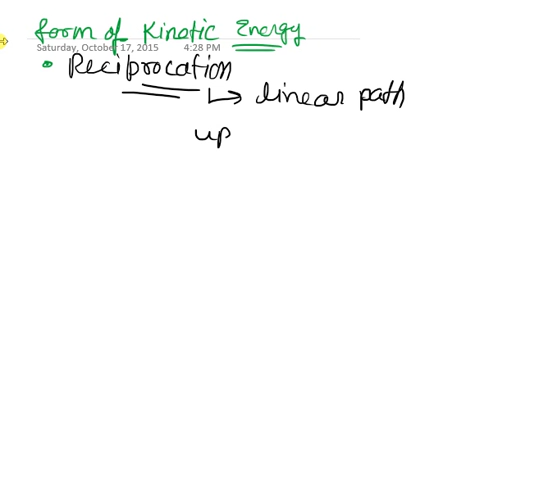 form of Kinetic Energy
Saturday, October 17, 2015 4:28 PM
• Reciprocation
↳ linear path
up